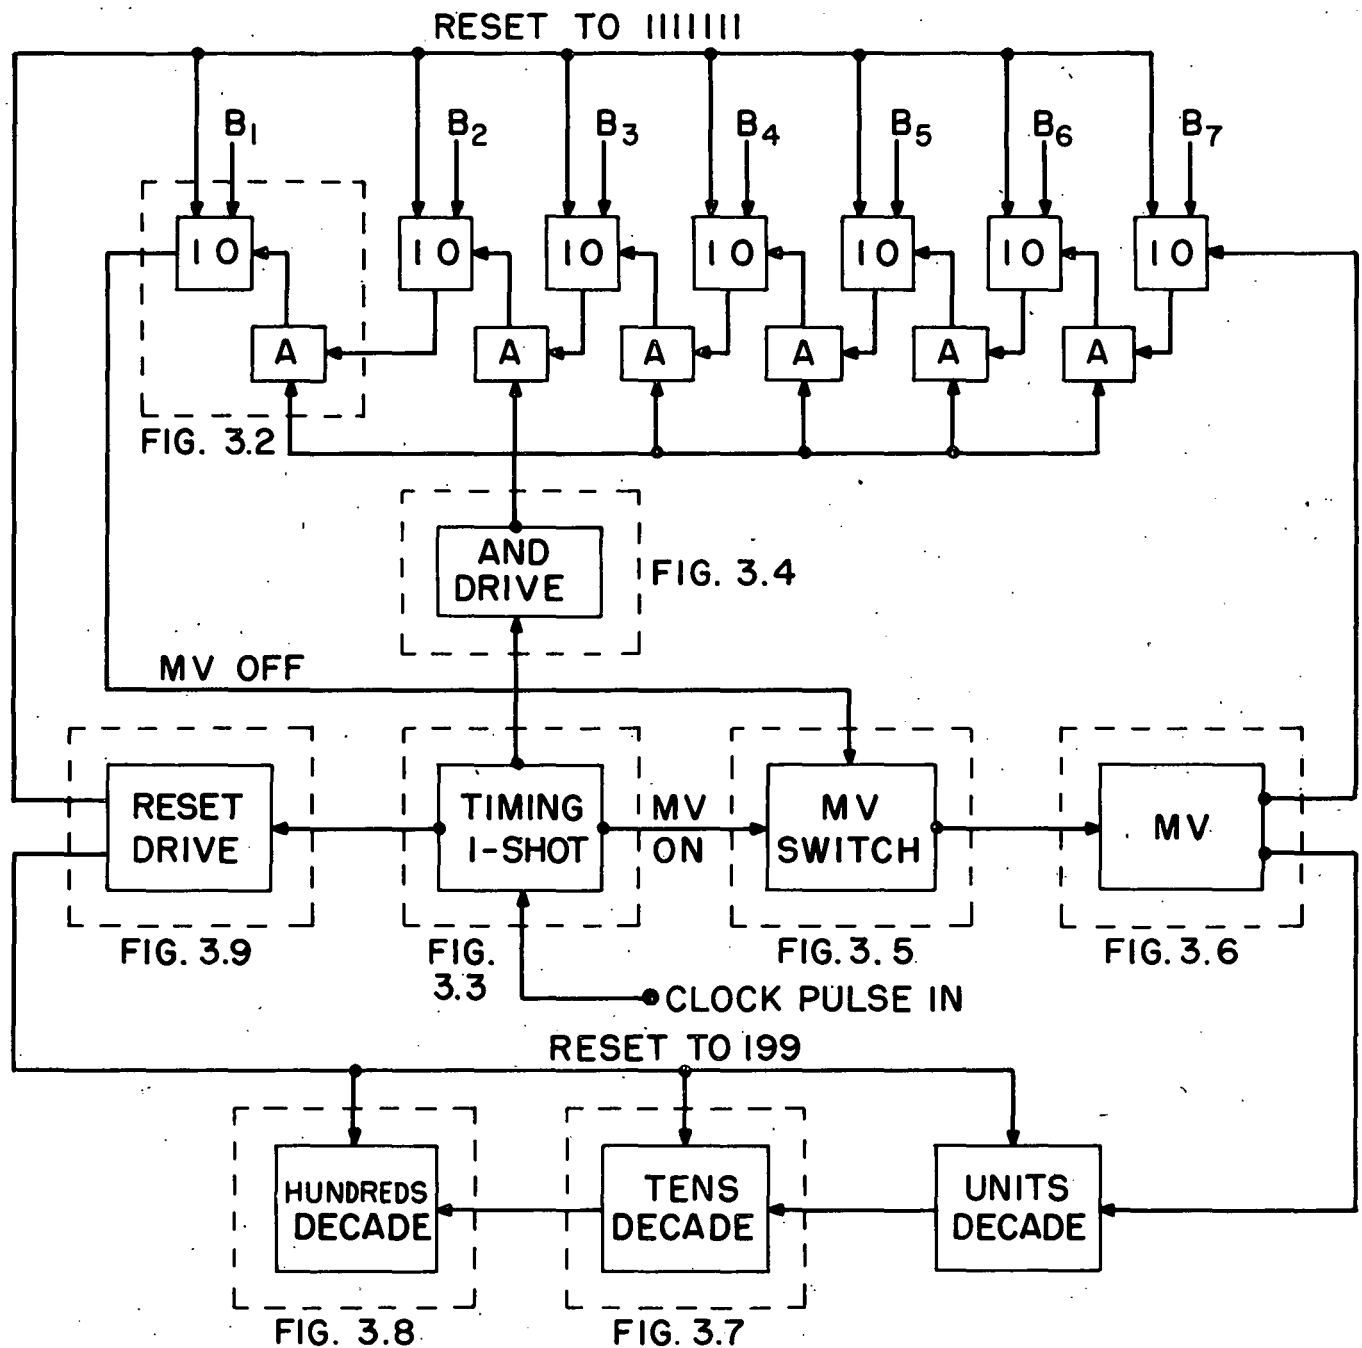 RESET TO 1111111
B1 B2 B3 B4 B5 B6 B7
10 10 10 10 10 10 10
A A A A A A
FIG. 3.2
AND
DRIVE
FIG. 3.4
MV OFF
RESET
DRIVE
TIMING
1-SHOT
MV
ON
MV
SWITCH
MV
FIG. 3.9
FIG.
3.3
FIG. 3.5
FIG. 3.6
CLOCK PULSE IN
RESET TO 199
HUNDREDS
DECADE
TENS
DECADE
UNITS
DECADE
FIG. 3.8
FIG. 3.7